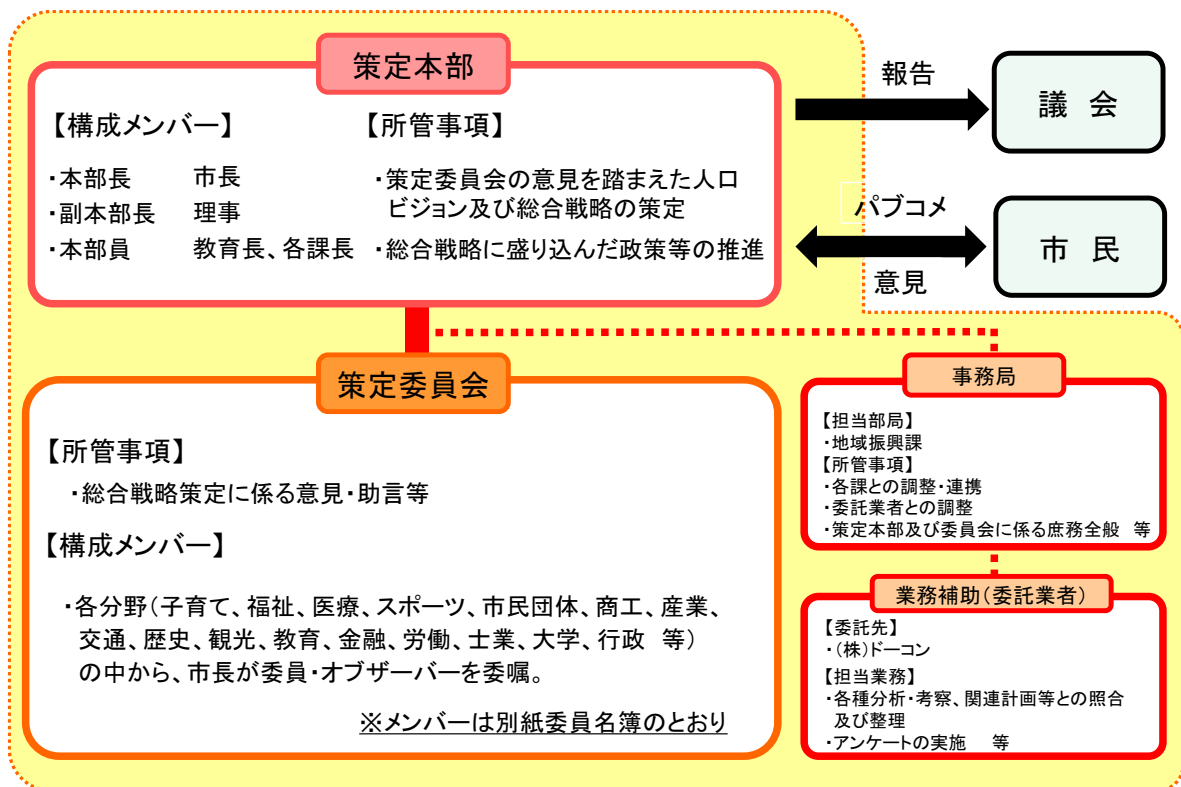 策定本部
【構成メンバー】
・本部長 市長
・副本部長 理事
・本部員 教育長、各課長
【所管事項】
・策定委員会の意見を踏まえた人口
ビジョン及び総合戦略の策定
・総合戦略に盛り込んだ政策等の推進
報告
議 会
パブコメ
意見
市 民
策定委員会
【所管事項】
・総合戦略策定に係る意見・助言等
【構成メンバー】
・各分野(子育て、福祉、医療、スポーツ、市民団体、商工、産業、
交通、歴史、観光、教育、金融、労働、士業、大学、行政 等)
の中から、市長が委員・オブザーバーを委嘱。
※メンバーは別紙委員名簿のとおり
事務局
【担当部局】
・地域振興課
【所管事項】
・各課との調整・連携
・委託業者との調整
・策定本部及び委員会に係る庶務全般 等
業務補助(委託業者)
【委託先】
・(株)ドーコン
【担当業務】
・各種分析・考察、関連計画等との照合
及び整理
・アンケートの実施 等